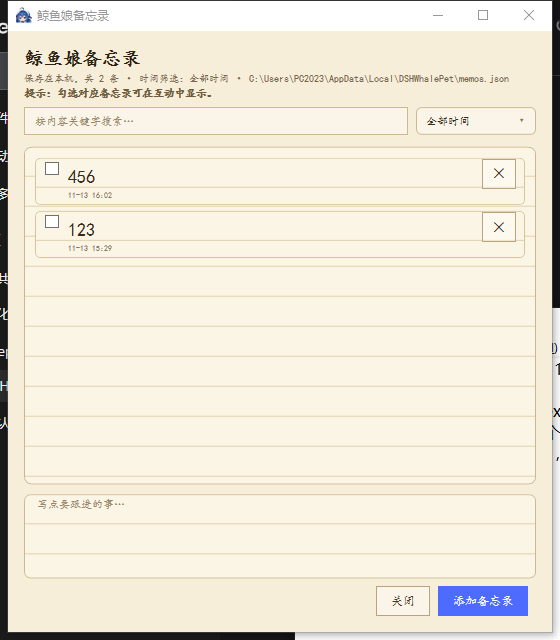 鲸鱼娘备忘录
鲸鱼娘备忘录
保存在本机，共 2 条 • 时间筛选：全部时间 • C:\Users\PC2023\AppData\Local\DSHWhalePet\memos.json
提示：勾选对应备忘录可在互动中显示。
按内容关键字搜索…
全部时间
456
11-13 16:02
123
11-13 15:29
写点要跟进的事…
关闭
添加备忘录